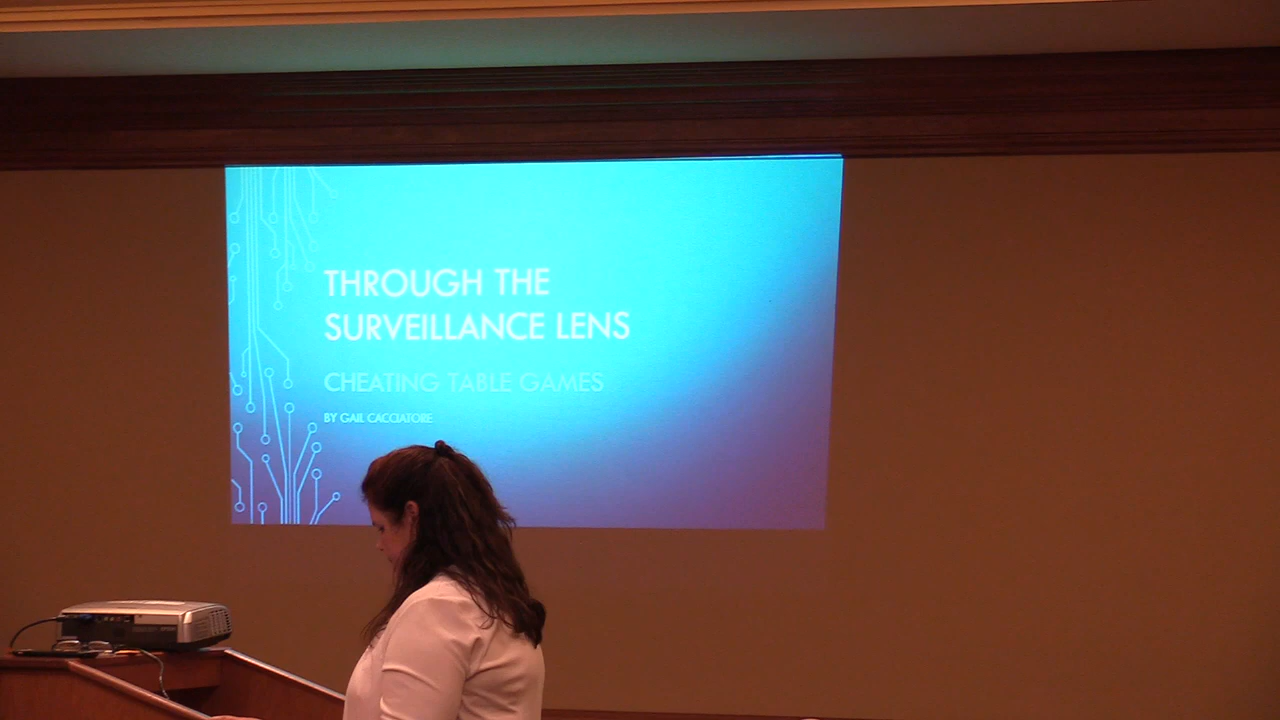 THROUGH THE
SURVEILLANCE LENS
CHEATING TABLE GAMES
BY GAIL CACCIATORE